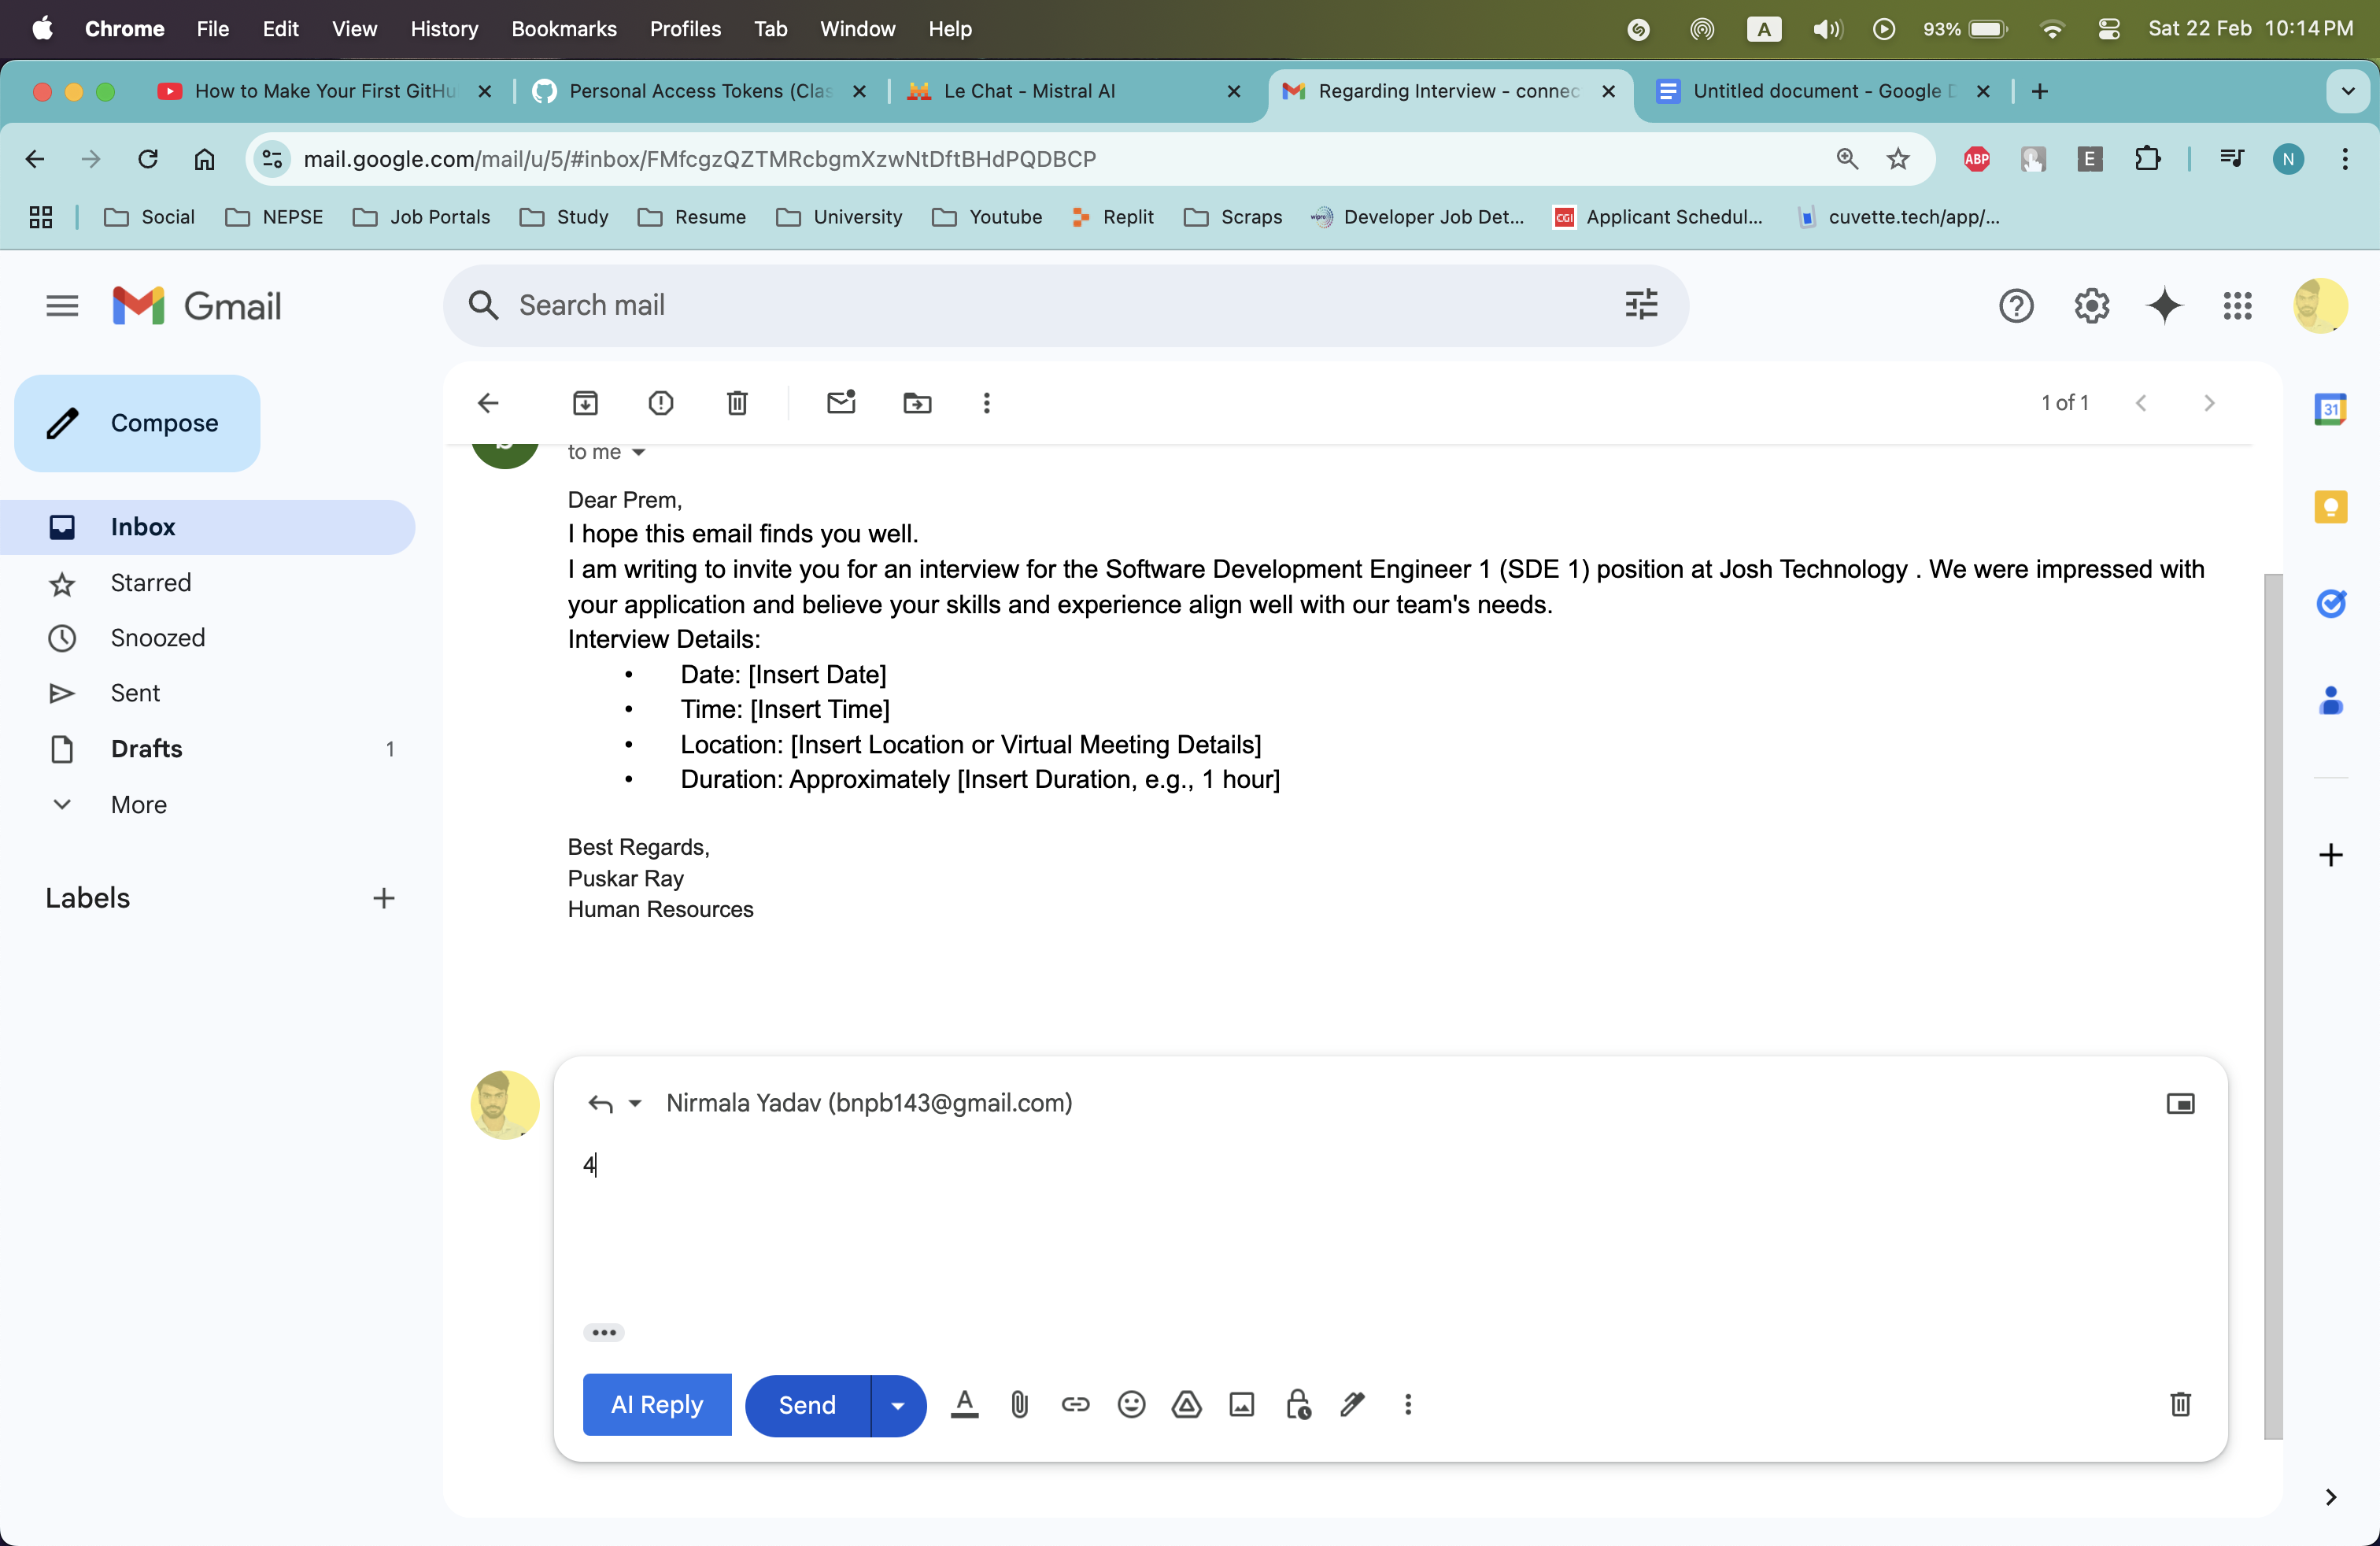 Chrome File Edit View History Bookmarks Profiles Tab Window Help A 93% Sat 22 Feb 10:14 PM
How to Make Your First GitHu Personal Access Tokens (Clas Le Chat - Mistral AI Regarding Interview - connec Untitled document - Google D
mail.google.com/mail/u/5/#inbox/FMfcgzQZTMRcbgmXzwNtDftBHdPQDBCP ABP E N
Social NEPSE Job Portals Study Resume University Youtube Replit Scraps wipro Developer Job Det... CGI Applicant Schedul... cuvette.tech/app/...
Gmail Search mail
Compose
1 of 1
31
to me
Inbox
Starred
Snoozed
Sent
Drafts 1
More
Labels
Dear Prem,
I hope this email finds you well.
I am writing to invite you for an interview for the Software Development Engineer 1 (SDE 1) position at Josh Technology . We were impressed with
your application and believe your skills and experience align well with our team's needs.
Interview Details:
• Date: [Insert Date]
• Time: [Insert Time]
• Location: [Insert Location or Virtual Meeting Details]
• Duration: Approximately [Insert Duration, e.g., 1 hour]
Best Regards,
Puskar Ray
Human Resources
Nirmala Yadav (bnpb143@gmail.com)
4
AI Reply Send